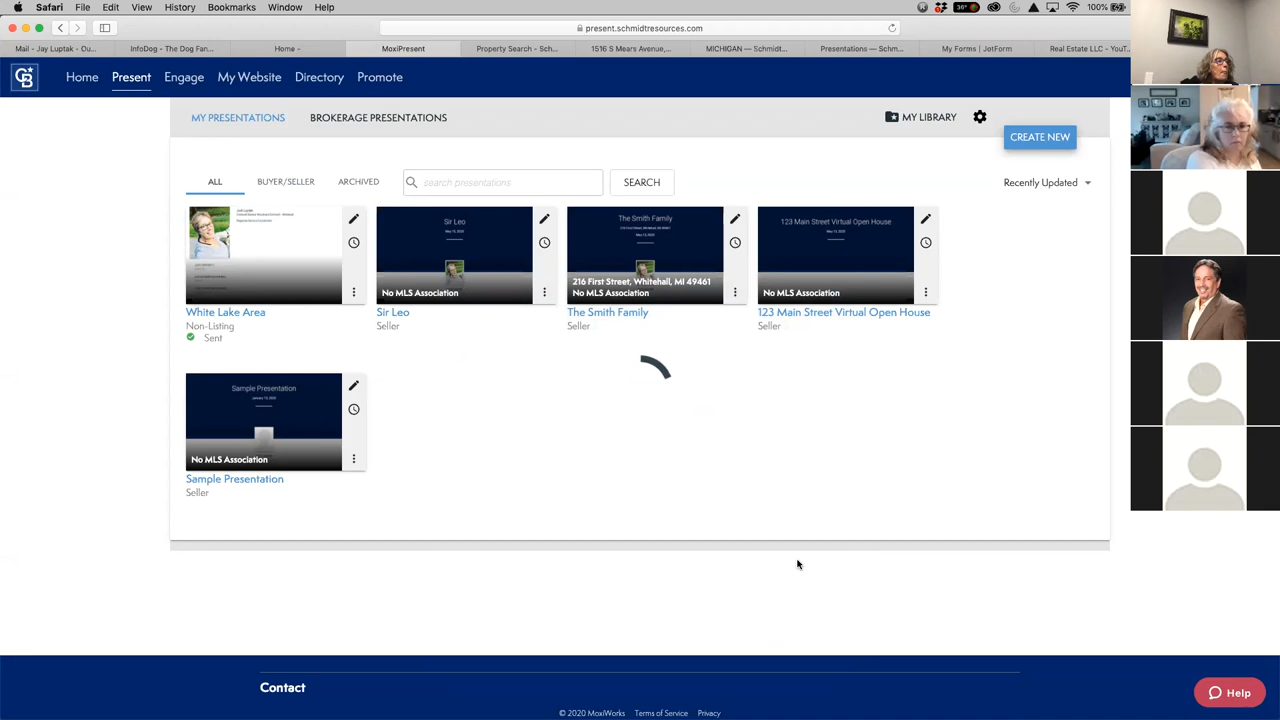 Safari File Edit View History Bookmarks Window Help 36° 100%
present.schmidtresources.com
Mail - Jay Luptak - Ou... InfoDog - The Dog Fan... Home - MoxiPresent Property Search - Sch... 1516 S Mears Avenue,... MICHIGAN — Schmidt... Presentations — Schm... My Forms | JotForm Real Estate LLC - YouT...
CB Home Present Engage My Website Directory Promote
MY PRESENTATIONS BROKERAGE PRESENTATIONS MY LIBRARY
CREATE NEW
ALL BUYER/SELLER ARCHIVED search presentations SEARCH Recently Updated
Sir Leo
The Smith Family
123 Main Street Virtual Open House
216 First Street, Whitehall, MI 49461
No MLS Association No MLS Association No MLS Association
White Lake Area Sir Leo The Smith Family 123 Main Street Virtual Open House
Non-Listing Seller Seller Seller
Sent
Sample Presentation
No MLS Association
Sample Presentation
Seller
Contact
Help
© 2020 MoxiWorks Terms of Service Privacy